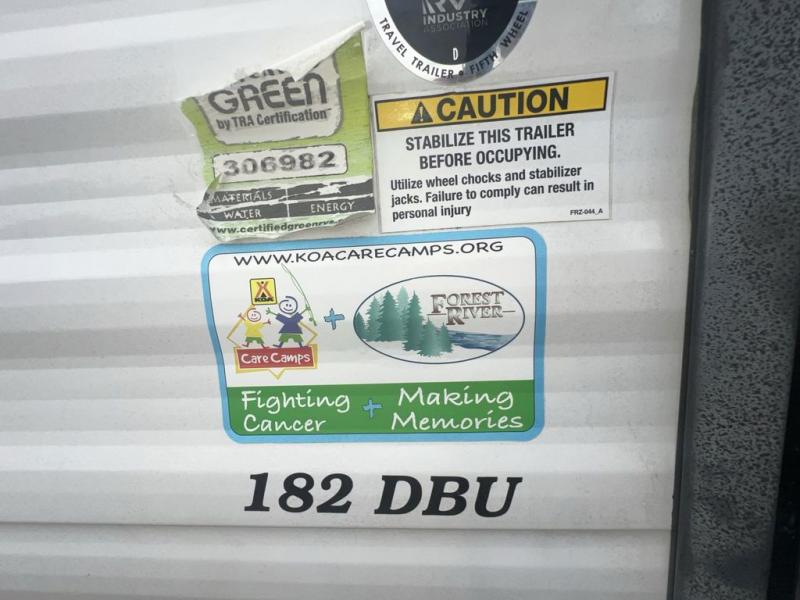 RV
INDUSTRY
ASSOCIATION
D
TRAVEL TRAILER • FIFTH WHEEL
GREEN
by TRA Certification™
306982
MATERIALS
WATER ENERGY
www.certifiedgreenrv
CAUTION
STABILIZE THIS TRAILER
BEFORE OCCUPYING.
Utilize wheel chocks and stabilizer
jacks. Failure to comply can result in
personal injury
FRZ-044_A
WWW.KOACARECAMPS.ORG
KOA
Care Camps
+
FOREST
RIVER
Fighting
Cancer
+
Making
Memories
182 DBU